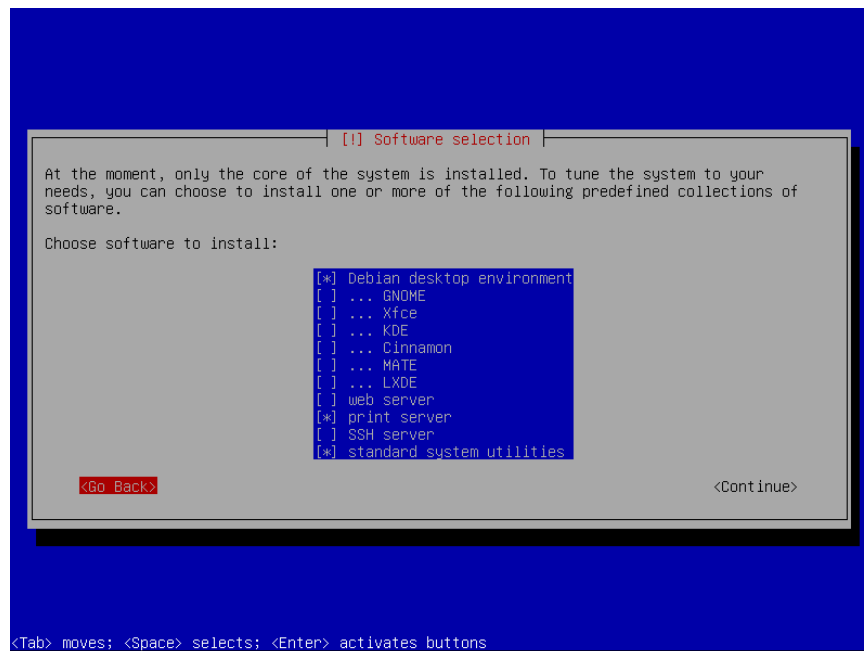 [!] Software selection
At the moment, only the core of the system is installed. To tune the system to your
needs, you can choose to install one or more of the following predefined collections of
software.
Choose software to install:
[*] Debian desktop environment
[ ] ... GNOME
[ ] ... Xfce
[ ] ... KDE
[ ] ... Cinnamon
[ ] ... MATE
[ ] ... LXDE
[ ] web server
[*] print server
[ ] SSH server
[*] standard system utilities
<Go Back> <Continue>
<Tab> moves; <Space> selects; <Enter> activates buttons